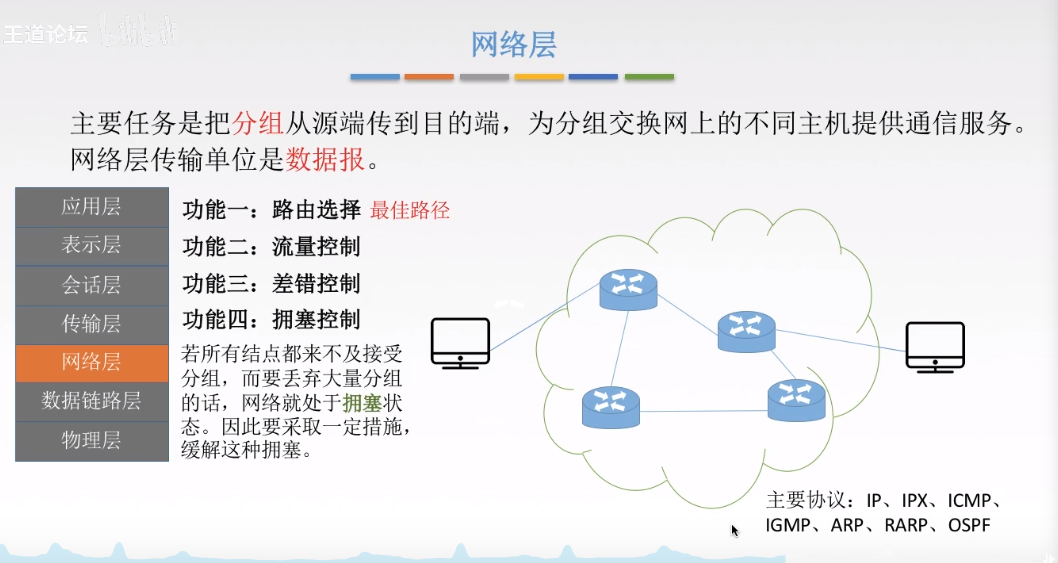 王道论坛 bilibili
网络层
主要任务是把分组从源端传到目的端，为分组交换网上的不同主机提供通信服务。
网络层传输单位是数据报。
应用层
表示层
会话层
传输层
网络层
数据链路层
物理层
功能一：路由选择 最佳路径
功能二：流量控制
功能三：差错控制
功能四：拥塞控制
若所有结点都来不及接受
分组，而要丢弃大量分组
的话，网络就处于拥塞状
态。因此要采取一定措施，
缓解这种拥塞。
主要协议：IP、IPX、ICMP、
IGMP、ARP、RARP、OSPF